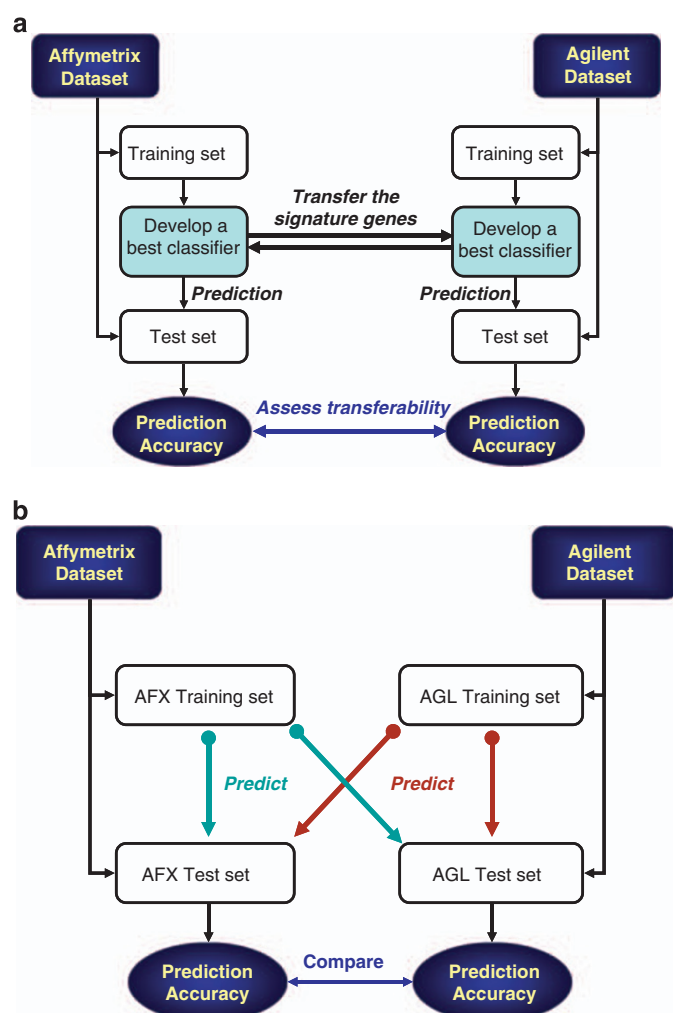 a
Affymetrix
Dataset
Agilent
Dataset
Training set
Training set
Transfer the
signature genes
Develop a
best classifier
Develop a
best classifier
Prediction
Prediction
Test set
Test set
Assess transferability
Prediction
Accuracy
Prediction
Accuracy
b
Affymetrix
Dataset
Agilent
Dataset
AFX Training set
AGL Training set
Predict
Predict
AFX Test set
AGL Test set
Compare
Prediction
Accuracy
Prediction
Accuracy